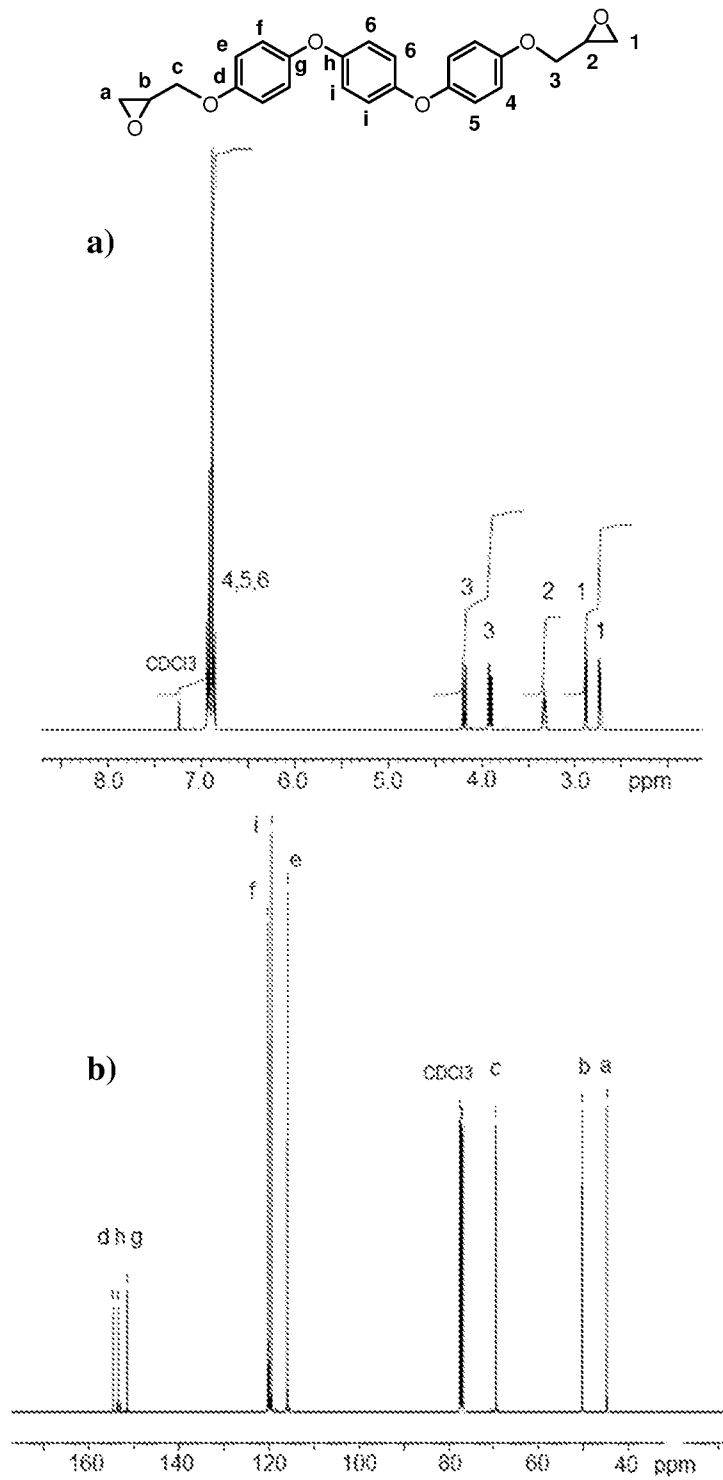 O
6
O
1
f
6
O
2
e
g
h
3
c
d
i
O
4
b
a
O
i
5
O
a)
4,5,6
3
2
1
3
1
CDCl3
8.0 7.0 6.0 5.0 4.0 3.0 ppm
i
e
f
b)
CDCl3 c b a
d h g
160 140 120 100 80 60 40 ppm